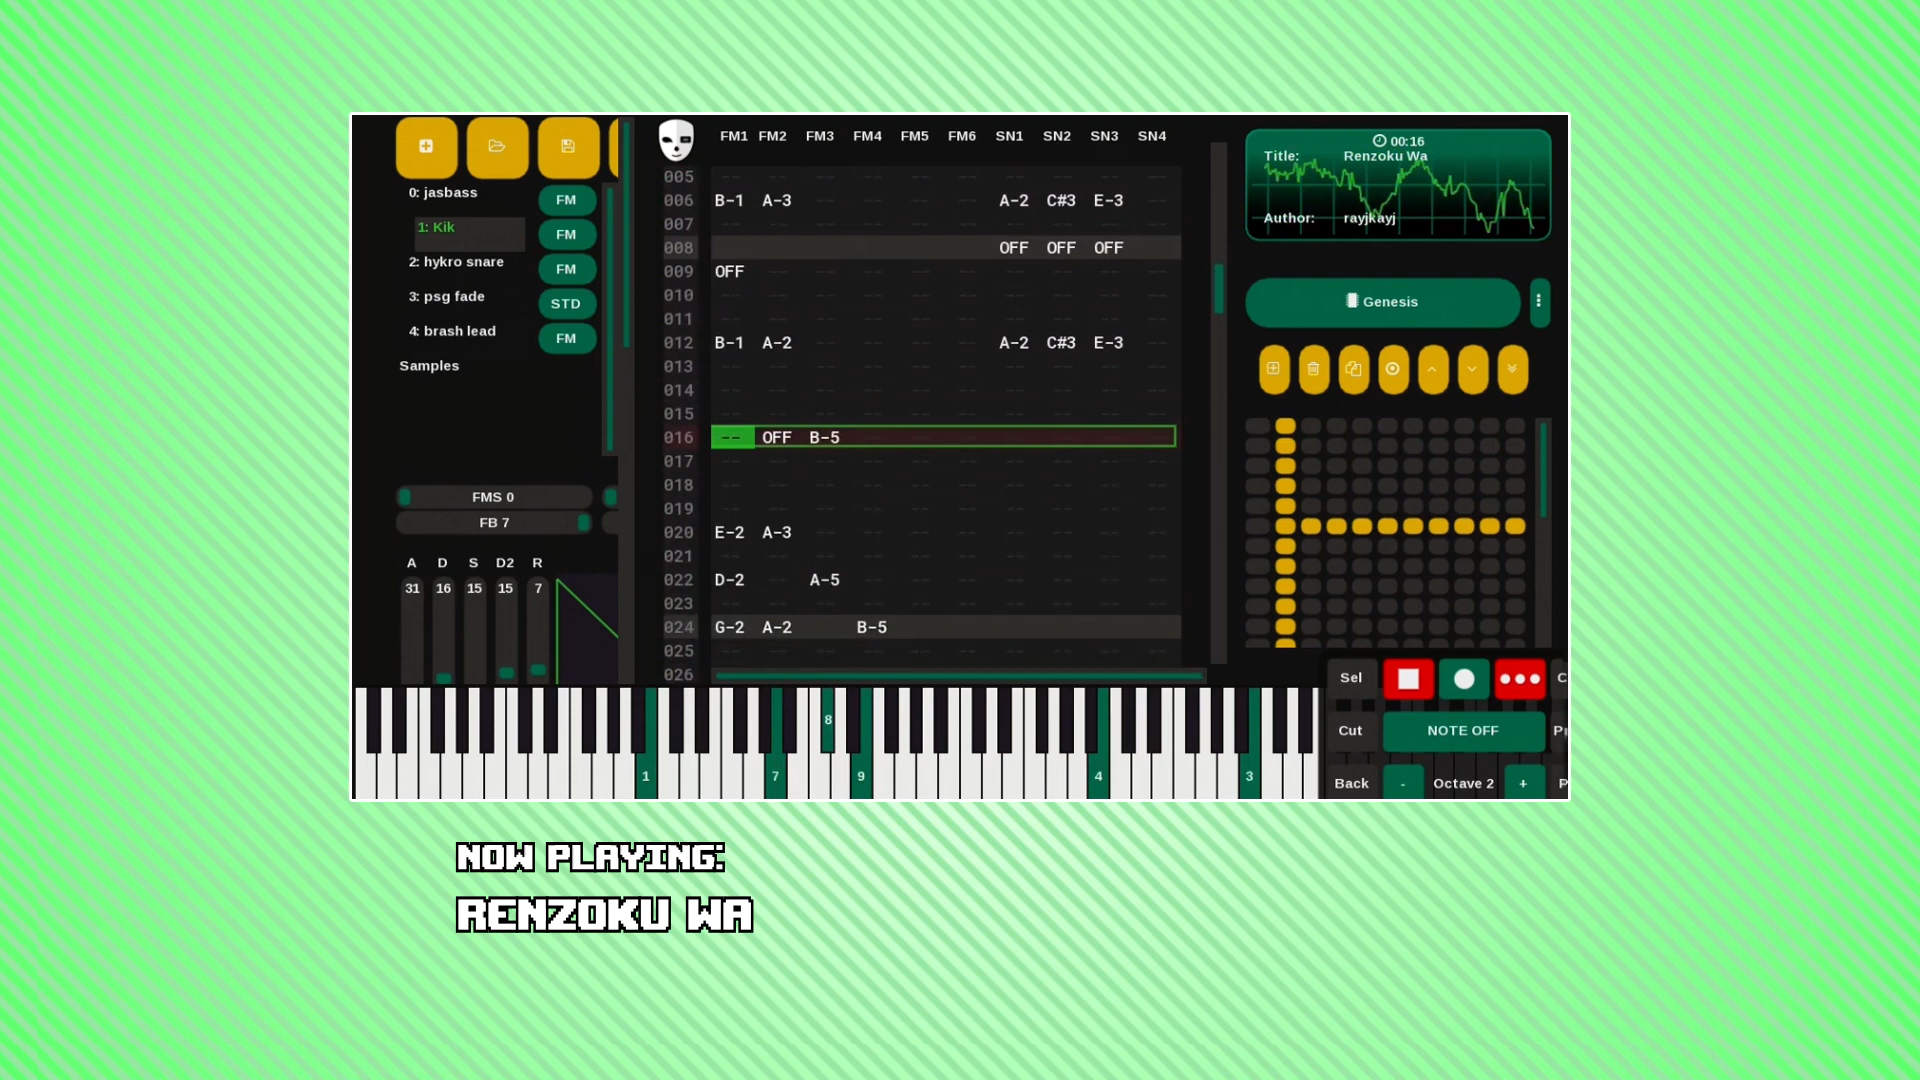 FM1 FM2 FM3 FM4 FM5 FM6 SN1 SN2 SN3 SN4
005
006 B-1 A-3 A-2 C#3 E-3
007
008 OFF OFF OFF
009 OFF
010
011
012 B-1 A-2 A-2 C#3 E-3
013
014
015
016 -- OFF B-5
017
018
019
020 E-2 A-3
021
022 D-2 A-5
023
024 G-2 A-2 B-5
025
026
0: jasbass FM
1: Kik FM
2: hykro snare FM
3: psg fade STD
4: brash lead FM
Samples
FMS 0
FB 7
A D S D2 R
31 16 15 15 7
00:16
Title: Renzoku Wa
Author: rayjkayj
Genesis
Sel
Cut NOTE OFF
Back - Octave 2 +
1 7 8 9 4 3
NOW PLAYING:
RENZOKU WA